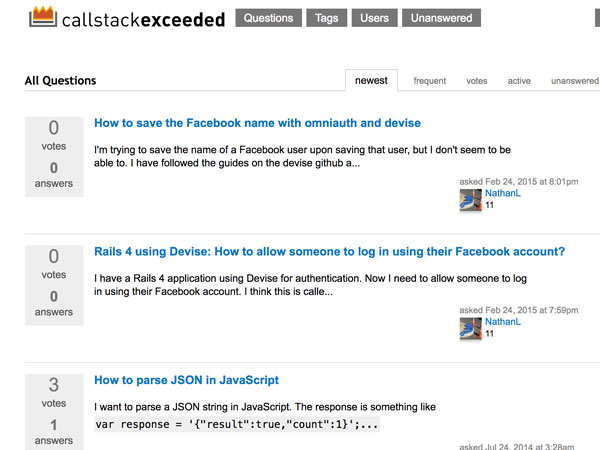 callstackexceeded Questions Tags Users Unanswered
All Questions newest frequent votes active unanswered
0
votes
0
answers
How to save the Facebook name with omniauth and devise
I'm trying to save the name of a Facebook user upon saving that user, but I don't seem to be
able to. I have followed the guides on the devise github a...
asked Feb 24, 2015 at 8:01pm
NathanL
11
0
votes
0
answers
Rails 4 using Devise: How to allow someone to log in using their Facebook account?
I have a Rails 4 application using Devise for authentication. Now I need to allow someone to log
in using their Facebook account. I think this is calle...
asked Feb 24, 2015 at 7:59pm
NathanL
11
3
votes
1
answers
How to parse JSON in JavaScript
I want to parse a JSON string in JavaScript. The response is something like
var response = '{"result":true,"count":1}';...
asked Jul 24, 2014 at 3:28am